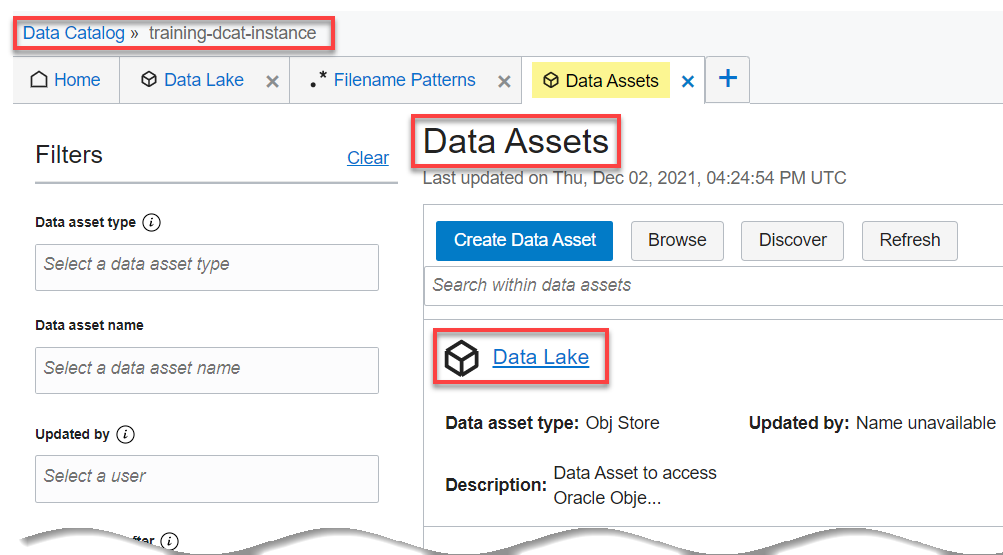 Data Catalog » training-dcat-instance
Home
Data Lake
Filename Patterns
Data Assets
Filters
Clear
Data asset type
Select a data asset type
Data asset name
Select a data asset name
Updated by
Select a user
Data Assets
Last updated on Thu, Dec 02, 2021, 04:24:54 PM UTC
Create Data Asset
Browse
Discover
Refresh
Search within data assets
Data Lake
Data asset type: Obj Store
Updated by: Name unavailable
Description: Data Asset to access
Oracle Obje...